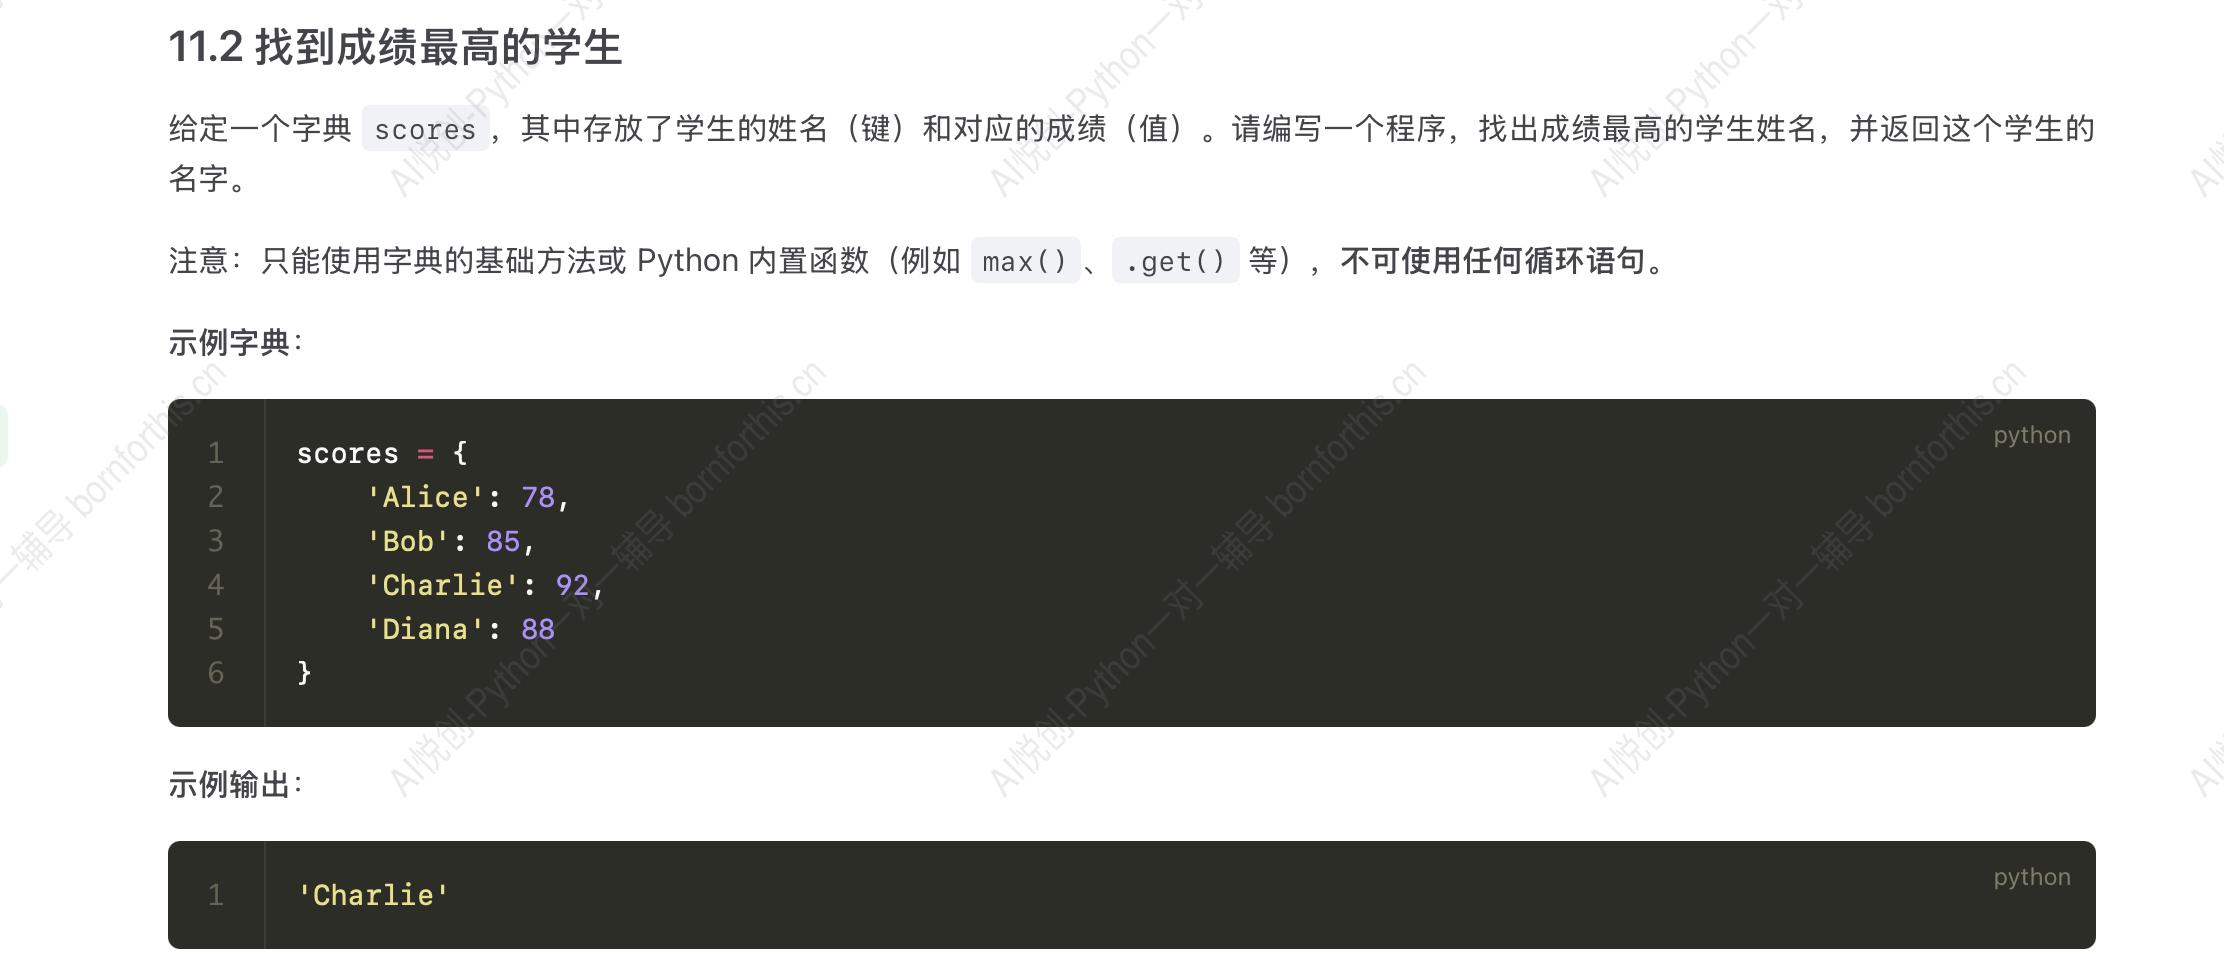 11.2 找到成绩最高的学生
给定一个字典 scores，其中存放了学生的姓名（键）和对应的成绩（值）。请编写一个程序，找出成绩最高的学生姓名，并返回这个学生的
名字。
注意：只能使用字典的基础方法或 Python 内置函数（例如 max()、.get() 等），不可使用任何循环语句。
示例字典：
python
1 scores = {
2     'Alice': 78,
3     'Bob': 85,
4     'Charlie': 92,
5     'Diana': 88
6 }
示例输出：
python
1 'Charlie'
AI悦创-Python一对一辅导 bornforthis.cn